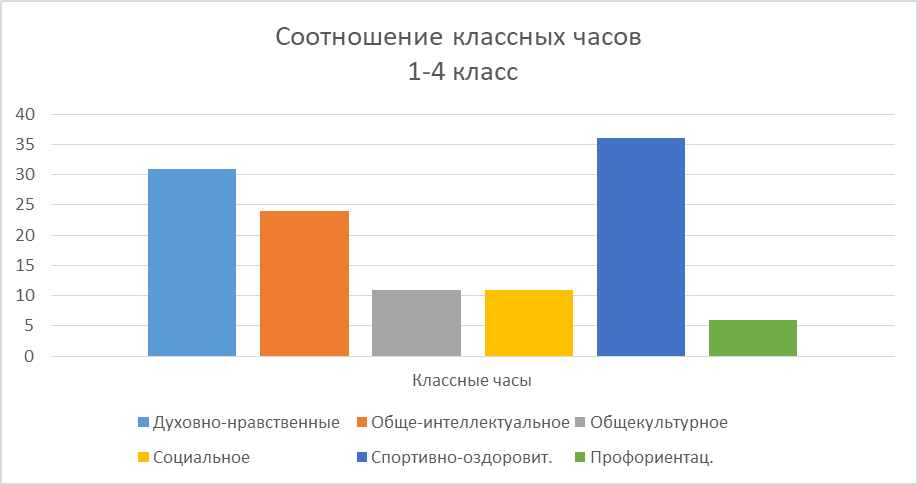 Соотношение классных часов
1-4 класс
40
35
30
25
20
15
10
5
0
Классные часы
Духовно-нравственные Обще-интеллектуальное Общекультурное
Социальное Спортивно-оздоровит. Профориентац.